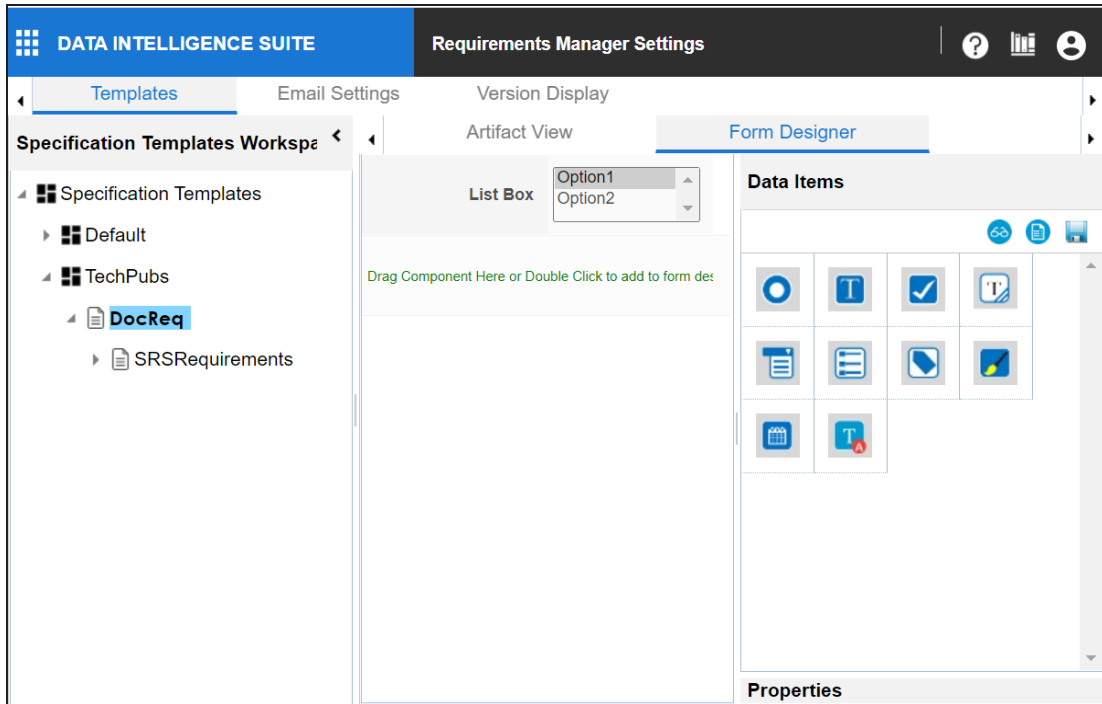 DATA INTELLIGENCE SUITE
Requirements Manager Settings
Templates
Email Settings
Version Display
Specification Templates Workspa
Artifact View
Form Designer
Specification Templates
Default
TechPubs
DocReq
SRSRequirements
List Box
Option1
Option2
Drag Component Here or Double Click to add to form des
Data Items
Properties